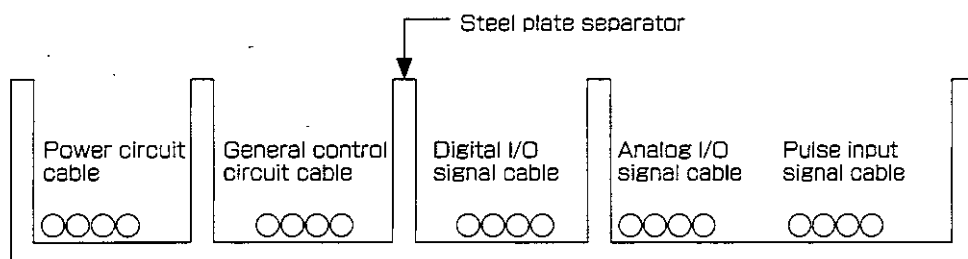 Steel plate separator
Power circuit
cable
General control
circuit cable
Digital I/O
signal cable
Analog I/O
signal cable
Pulse input
signal cable